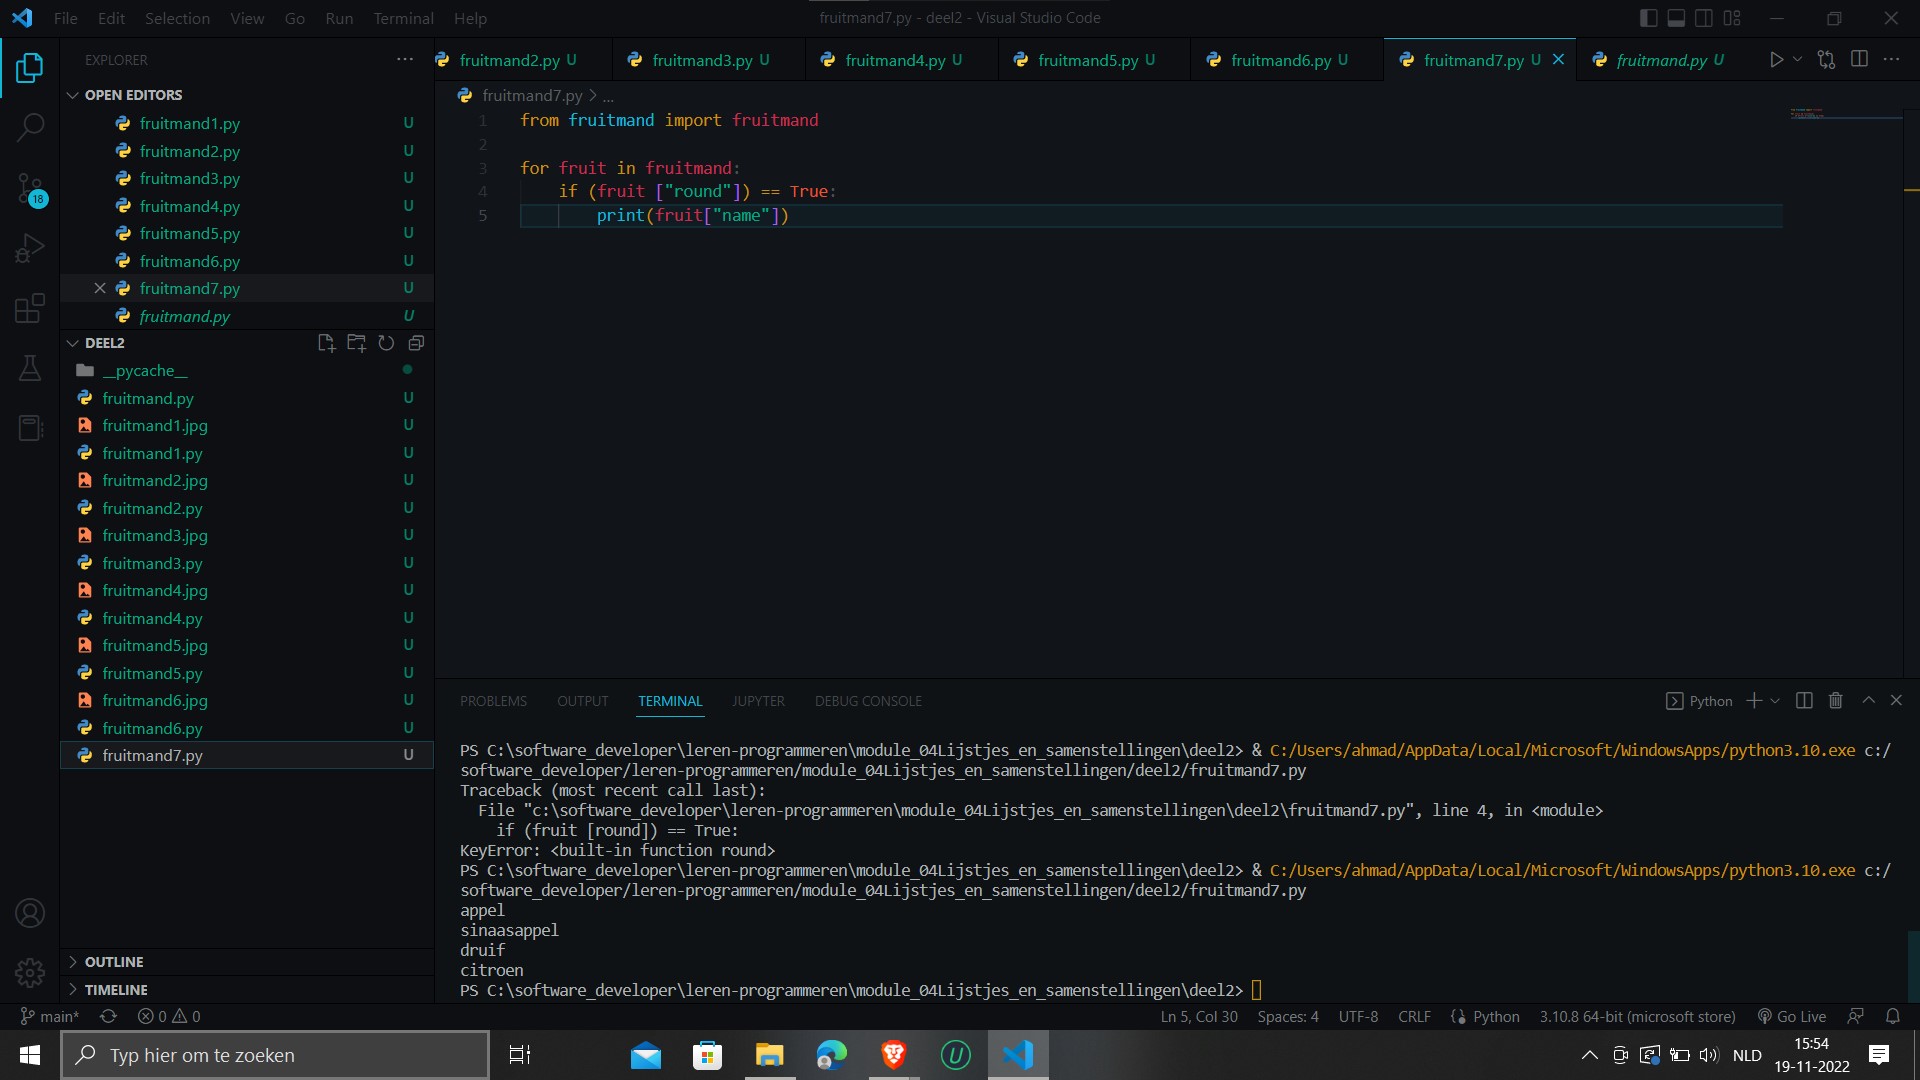 File Edit Selection View Go Run Terminal Help
fruitmand7.py - deel2 - Visual Studio Code
EXPLORER
fruitmand2.py U fruitmand3.py U fruitmand4.py U fruitmand5.py U fruitmand6.py U fruitmand7.py U fruitmand.py U
OPEN EDITORS
fruitmand1.py U
fruitmand2.py U
fruitmand3.py U
fruitmand4.py U
fruitmand5.py U
fruitmand6.py U
fruitmand7.py U
fruitmand.py U
DEEL2
__pycache__
fruitmand.py U
fruitmand1.jpg U
fruitmand1.py U
fruitmand2.jpg U
fruitmand2.py U
fruitmand3.jpg U
fruitmand3.py U
fruitmand4.jpg U
fruitmand4.py U
fruitmand5.jpg U
fruitmand5.py U
fruitmand6.jpg U
fruitmand6.py U
fruitmand7.py U
OUTLINE
TIMELINE
fruitmand7.py > ...
1 from fruitmand import fruitmand
2
3 for fruit in fruitmand:
4 if (fruit ["round"]) == True:
5 print(fruit["name"])
PROBLEMS OUTPUT TERMINAL JUPYTER DEBUG CONSOLE
Python
PS C:\software_developer\leren-programmeren\module_04Lijstjes_en_samenstellingen\deel2> & C:/Users/ahmad/AppData/Local/Microsoft/WindowsApps/python3.10.exe c:/
software_developer/leren-programmeren/module_04Lijstjes_en_samenstellingen/deel2/fruitmand7.py
Traceback (most recent call last):
File "c:\software_developer\leren-programmeren\module_04Lijstjes_en_samenstellingen\deel2\fruitmand7.py", line 4, in <module>
if (fruit [round]) == True:
KeyError: <built-in function round>
PS C:\software_developer\leren-programmeren\module_04Lijstjes_en_samenstellingen\deel2> & C:/Users/ahmad/AppData/Local/Microsoft/WindowsApps/python3.10.exe c:/
software_developer/leren-programmeren/module_04Lijstjes_en_samenstellingen/deel2/fruitmand7.py
appel
sinaasappel
druif
citroen
PS C:\software_developer\leren-programmeren\module_04Lijstjes_en_samenstellingen\deel2>
18
main* 0 0
Ln 5, Col 30 Spaces: 4 UTF-8 CRLF Python 3.10.8 64-bit (microsoft store) Go Live
Typ hier om te zoeken
NLD
15:54
19-11-2022